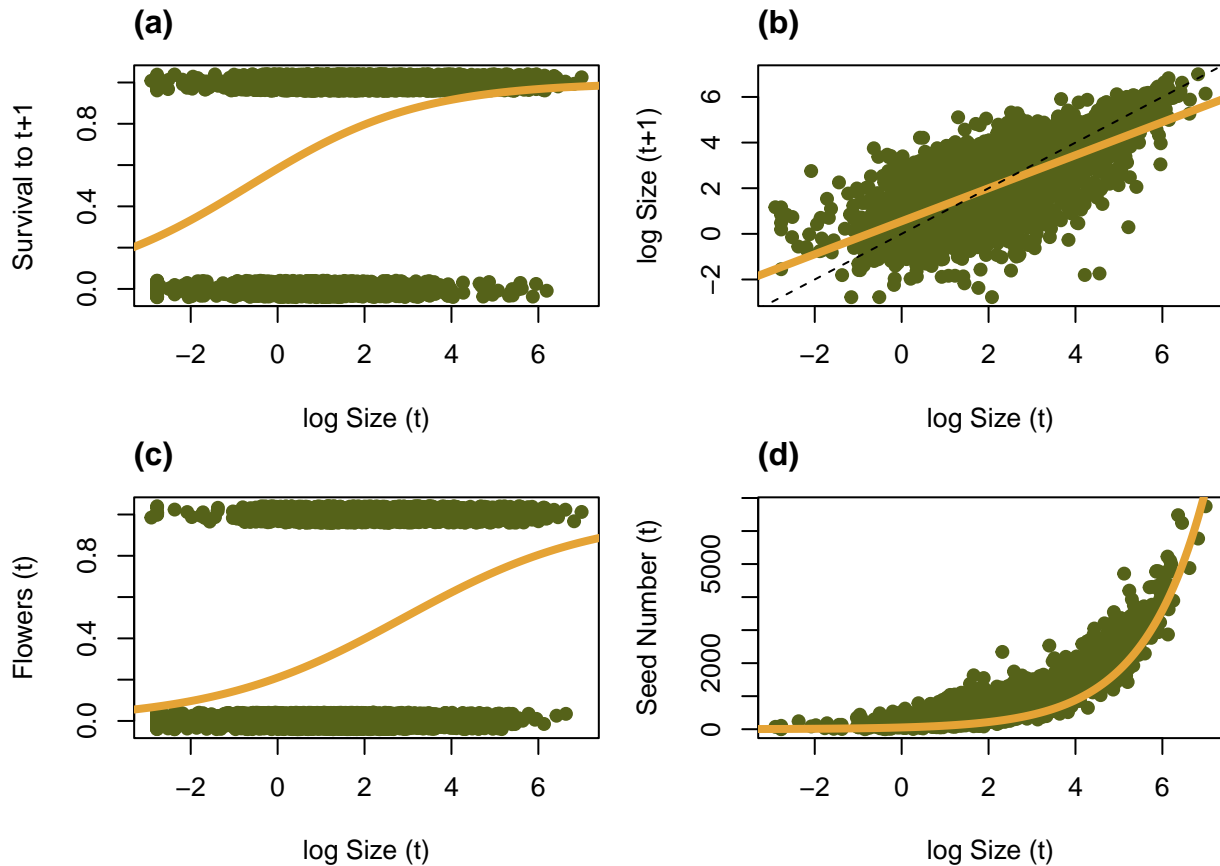 (a)
Survival to t+1
0.0 0.4 0.8
−2 0 2 4 6
log Size (t)
(b)
log Size (t+1)
−2 0 2 4 6
−2 0 2 4 6
log Size (t)
(c)
Flowers (t)
0.0 0.4 0.8
−2 0 2 4 6
log Size (t)
(d)
Seed Number (t)
0 2000 5000
−2 0 2 4 6
log Size (t)